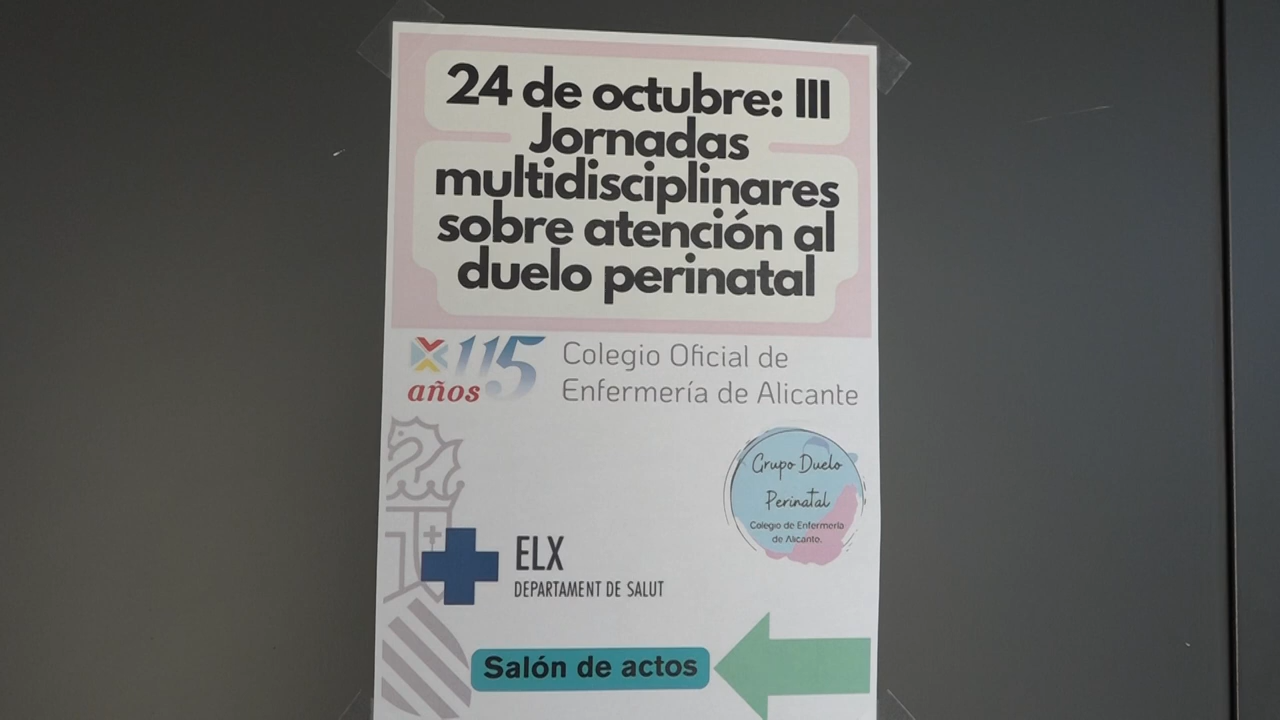 24 de octubre: III
Jornadas
multidisciplinares
sobre atención al
duelo perinatal
115
años
Colegio Oficial de
Enfermería de Alicante
Grupo Duelo
Perinatal
Colegio de Enfermería
de Alicante.
ELX
DEPARTAMENT DE SALUT
Salón de actos